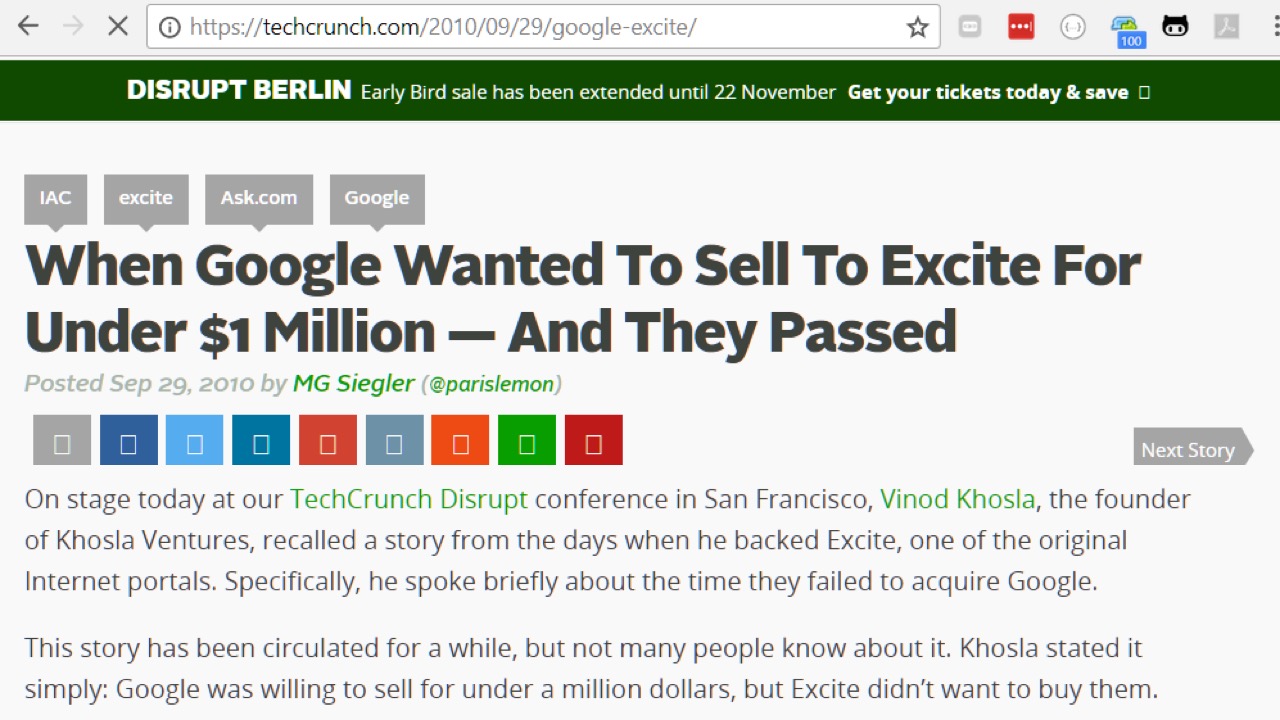 https://techcrunch.com/2010/09/29/google-excite/
100
DISRUPT BERLIN Early Bird sale has been extended until 22 November Get your tickets today & save
IAC excite Ask.com Google
When Google Wanted To Sell To Excite For
Under $1 Million — And They Passed
Posted Sep 29, 2010 by MG Siegler (@parislemon)
Next Story
On stage today at our TechCrunch Disrupt conference in San Francisco, Vinod Khosla, the founder
of Khosla Ventures, recalled a story from the days when he backed Excite, one of the original
Internet portals. Specifically, he spoke briefly about the time they failed to acquire Google.
This story has been circulated for a while, but not many people know about it. Khosla stated it
simply: Google was willing to sell for under a million dollars, but Excite didn’t want to buy them.